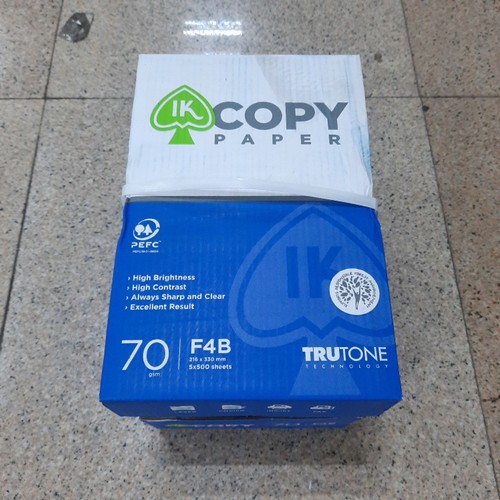 IK COPY
PAPER
IK
PEFC
› High Brightness
› High Contrast
› Always Sharp and Clear
› Excellent Result
70
gsm
F4B
216 x 330 mm
5x500 sheets
TRUTONE
TECHNOLOGY
COPY